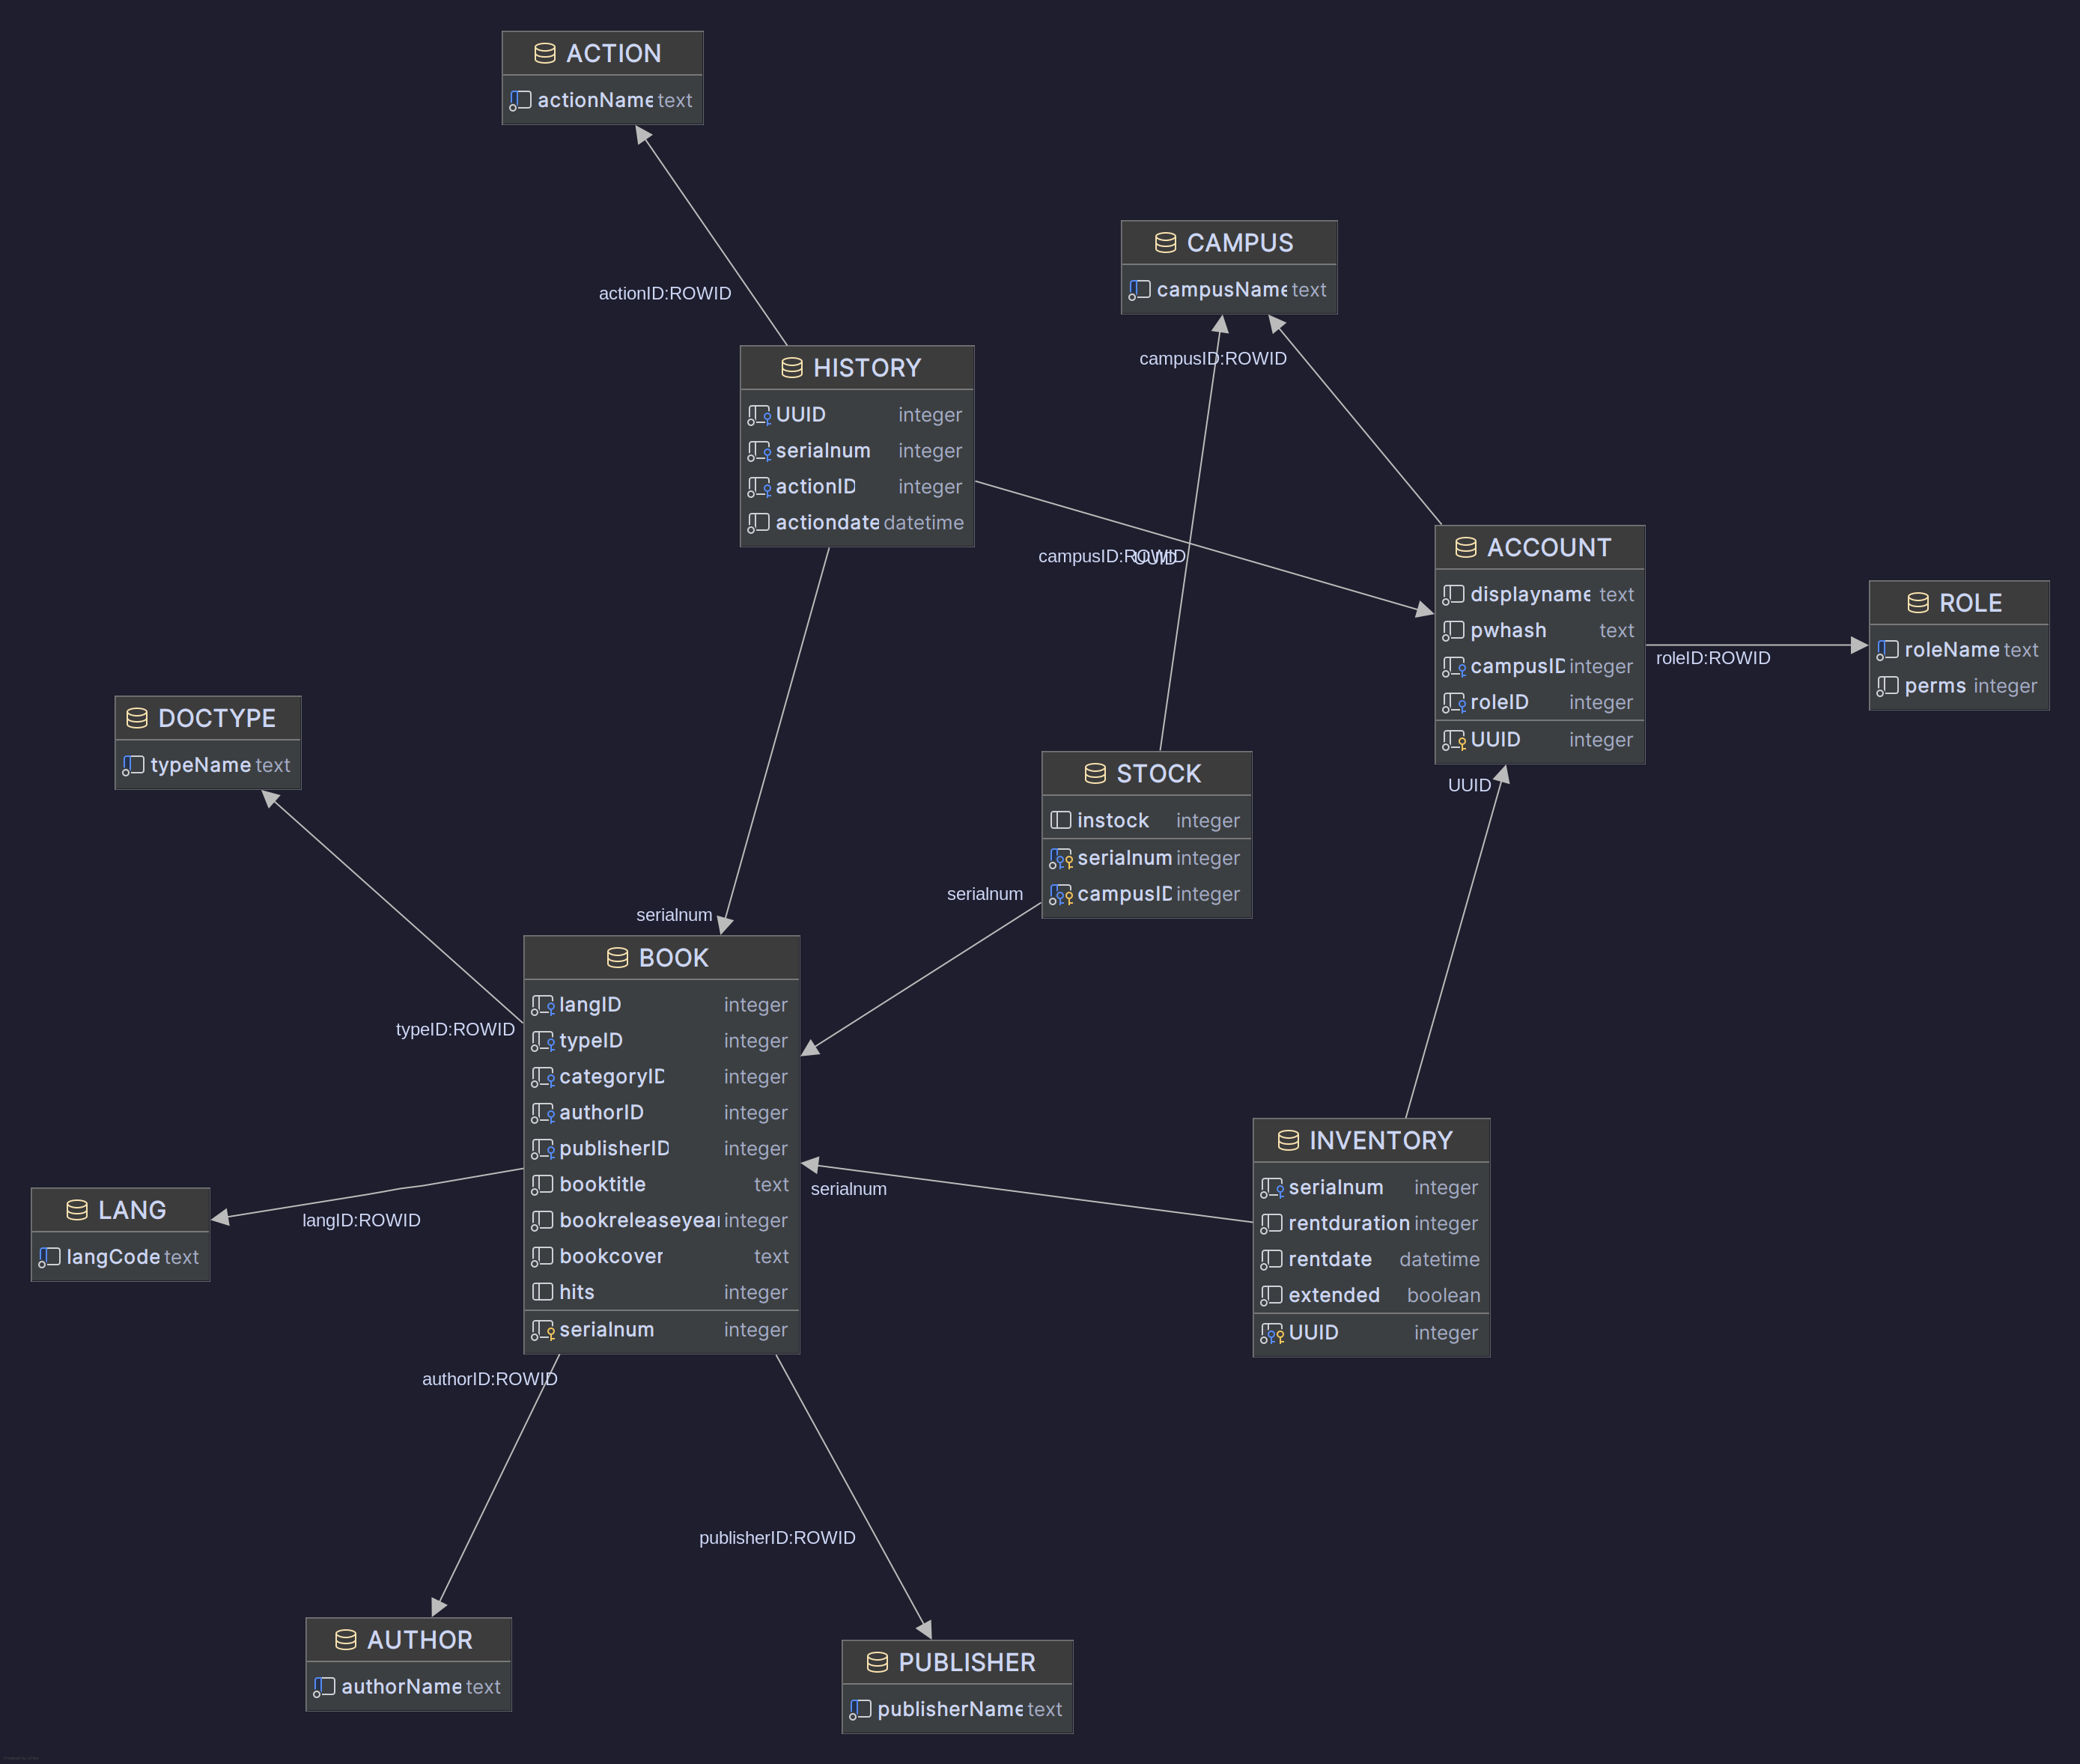 ACTION
actionName text
actionID:ROWID
CAMPUS
campusName text
campusID:ROWID
HISTORY
UUID integer
serialnum integer
actionID integer
actiondate datetime
campusID:ROWID
UUID
ACCOUNT
displayname text
pwhash text
campusID integer
roleID integer
UUID integer
roleID:ROWID
ROLE
roleName text
perms integer
UUID
DOCTYPE
typeName text
STOCK
instock integer
serialnum integer
campusID integer
serialnum
serialnum
typeID:ROWID
BOOK
langID integer
typeID integer
categoryID integer
authorID integer
publisherID integer
booktitle text
bookreleaseyear integer
bookcover text
hits integer
serialnum integer
serialnum
INVENTORY
serialnum integer
rentduration integer
rentdate datetime
extended boolean
UUID integer
LANG
langCode text
langID:ROWID
authorID:ROWID
publisherID:ROWID
AUTHOR
authorName text
PUBLISHER
publisherName text